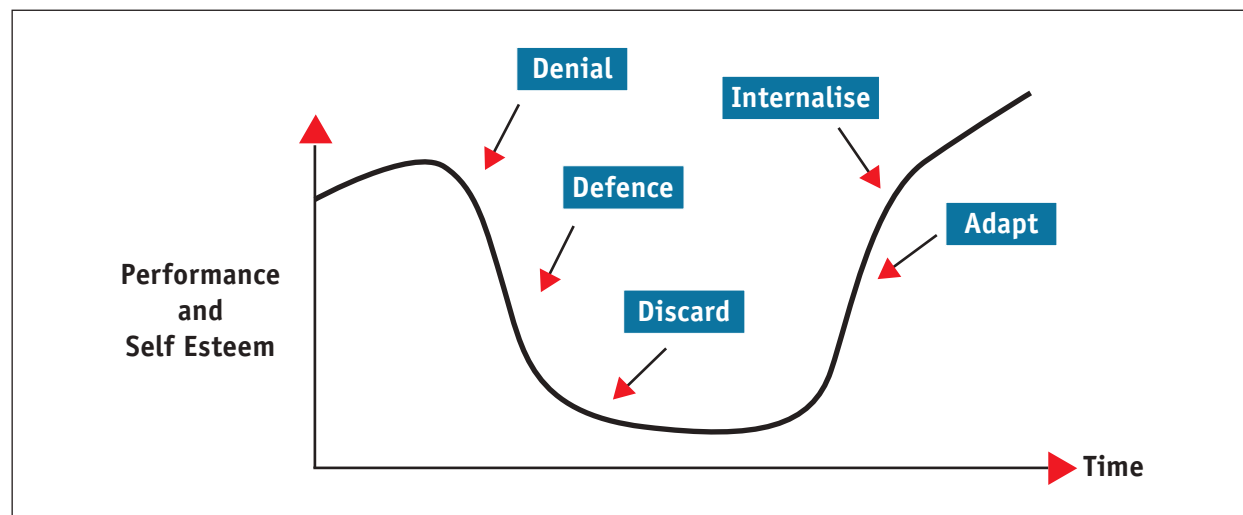 Denial
Internalise
Defence
Adapt
Performance
and
Self Esteem
Discard
Time